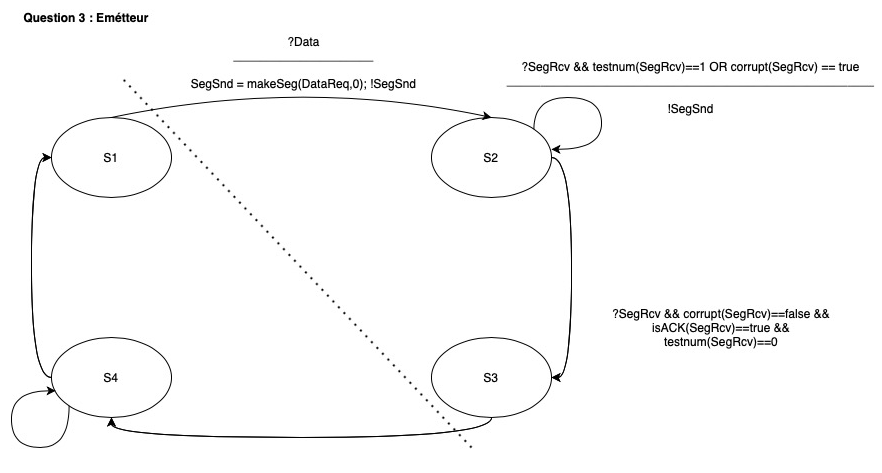 Question 3 : Emétteur
?Data
SegSnd = makeSeg(DataReq,0); !SegSnd
?SegRcv && testnum(SegRcv)==1 OR corrupt(SegRcv) == true
!SegSnd
S1
S2
?SegRcv && corrupt(SegRcv)==false &&
isACK(SegRcv)==true &&
testnum(SegRcv)==0
S4
S3